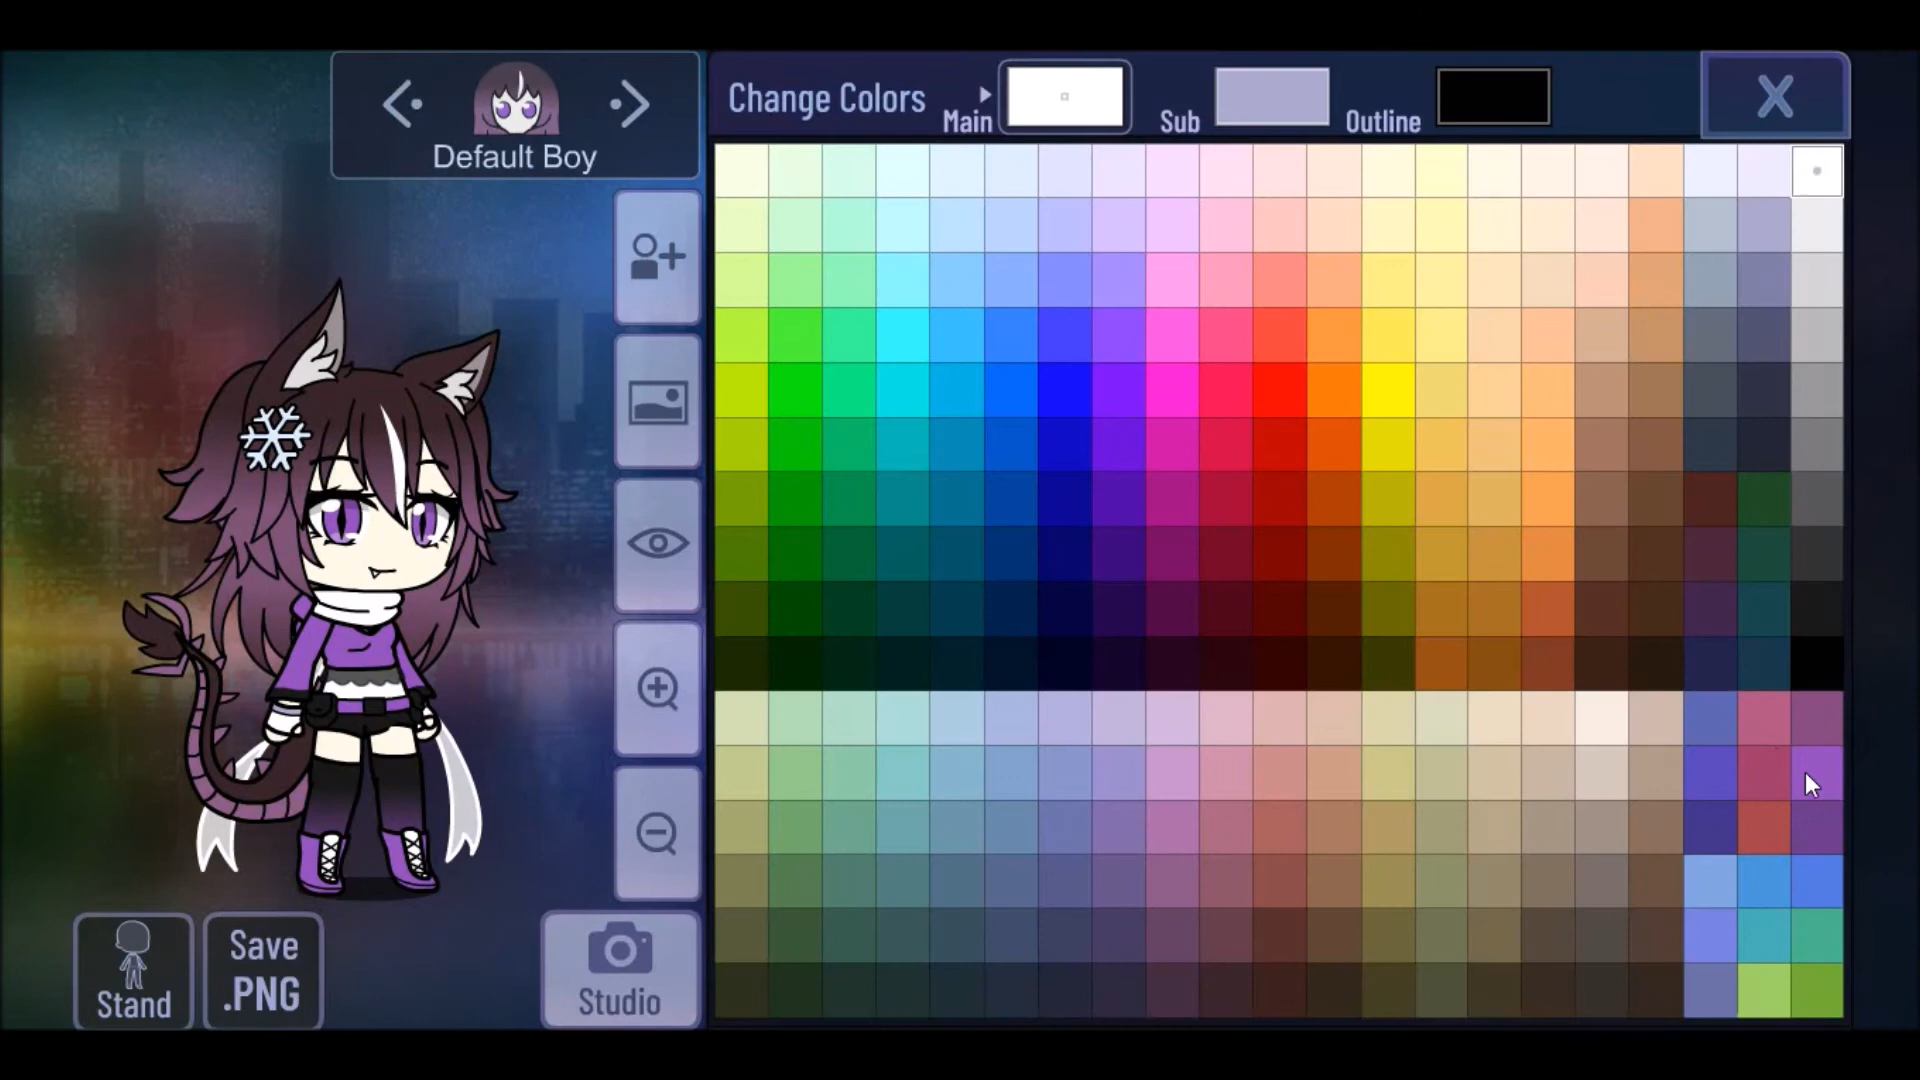 Default Boy
Change Colors
Main
Sub
Outline
X
Stand
Save
.PNG
Studio